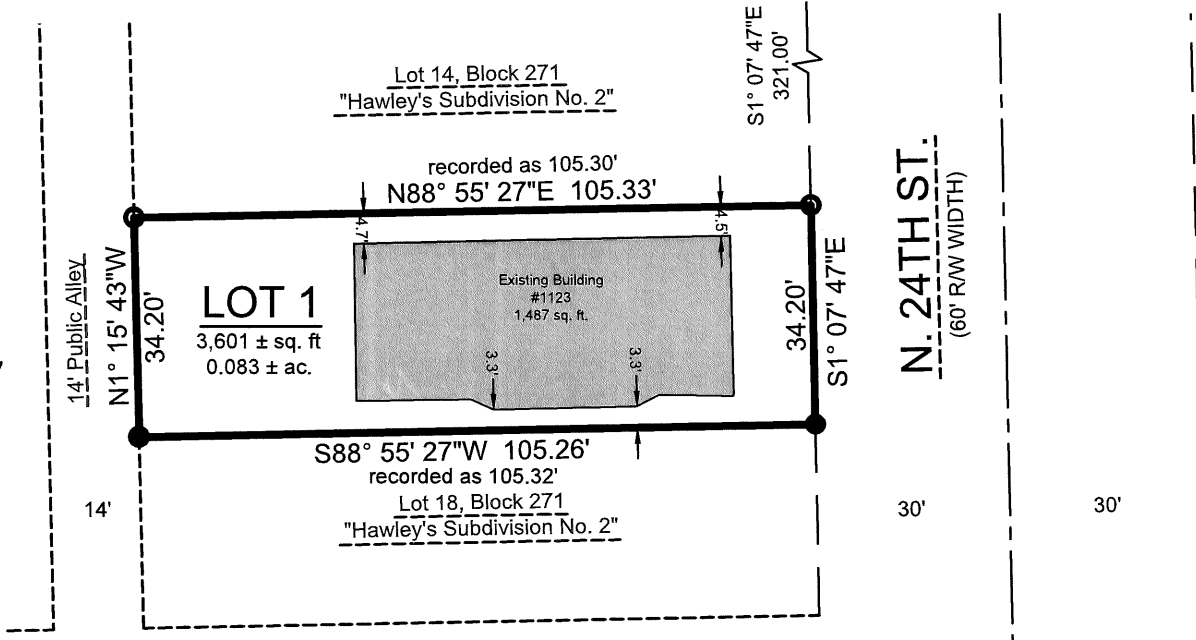 S1° 07' 47"E
321.00'
Lot 14, Block 271
"Hawley's Subdivision No. 2"
recorded as 105.30'
N88° 55' 27"E 105.33'
4.7'
4.5'
14' Public Alley
N1° 15' 43"W
34.20'
LOT 1
3,601 ± sq. ft
0.083 ± ac.
Existing Building
#1123
1,487 sq. ft.
3.3'
3.3'
34.20'
S1° 07' 47"E
N. 24TH ST.
(60' R/W WIDTH)
S88° 55' 27"W 105.26'
recorded as 105.32'
Lot 18, Block 271
"Hawley's Subdivision No. 2"
14'
30'
30'